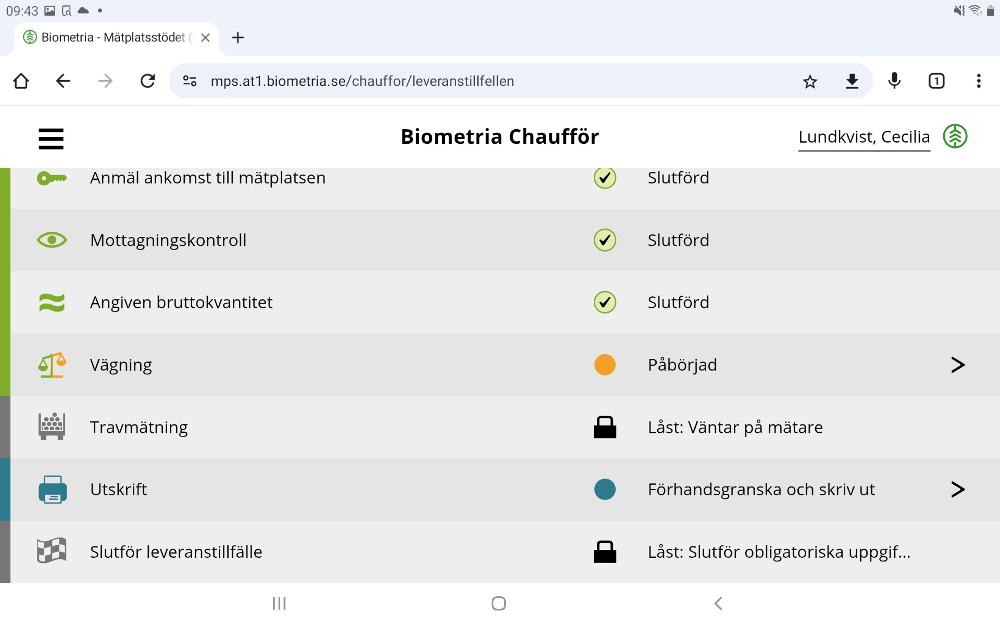 09:43
Biometria - Mätplatsstödet (
mps.at1.biometria.se/chauffor/leveranstillfellen
1
Biometria Chaufför
Lundkvist, Cecilia
Anmäl ankomst till mätplatsen
Slutförd
Mottagningskontroll
Slutförd
Angiven bruttokvantitet
Slutförd
Vägning
Påbörjad
Travmätning
Låst: Väntar på mätare
Utskrift
Förhandsgranska och skriv ut
Slutför leveranstillfälle
Låst: Slutför obligatoriska uppgif...